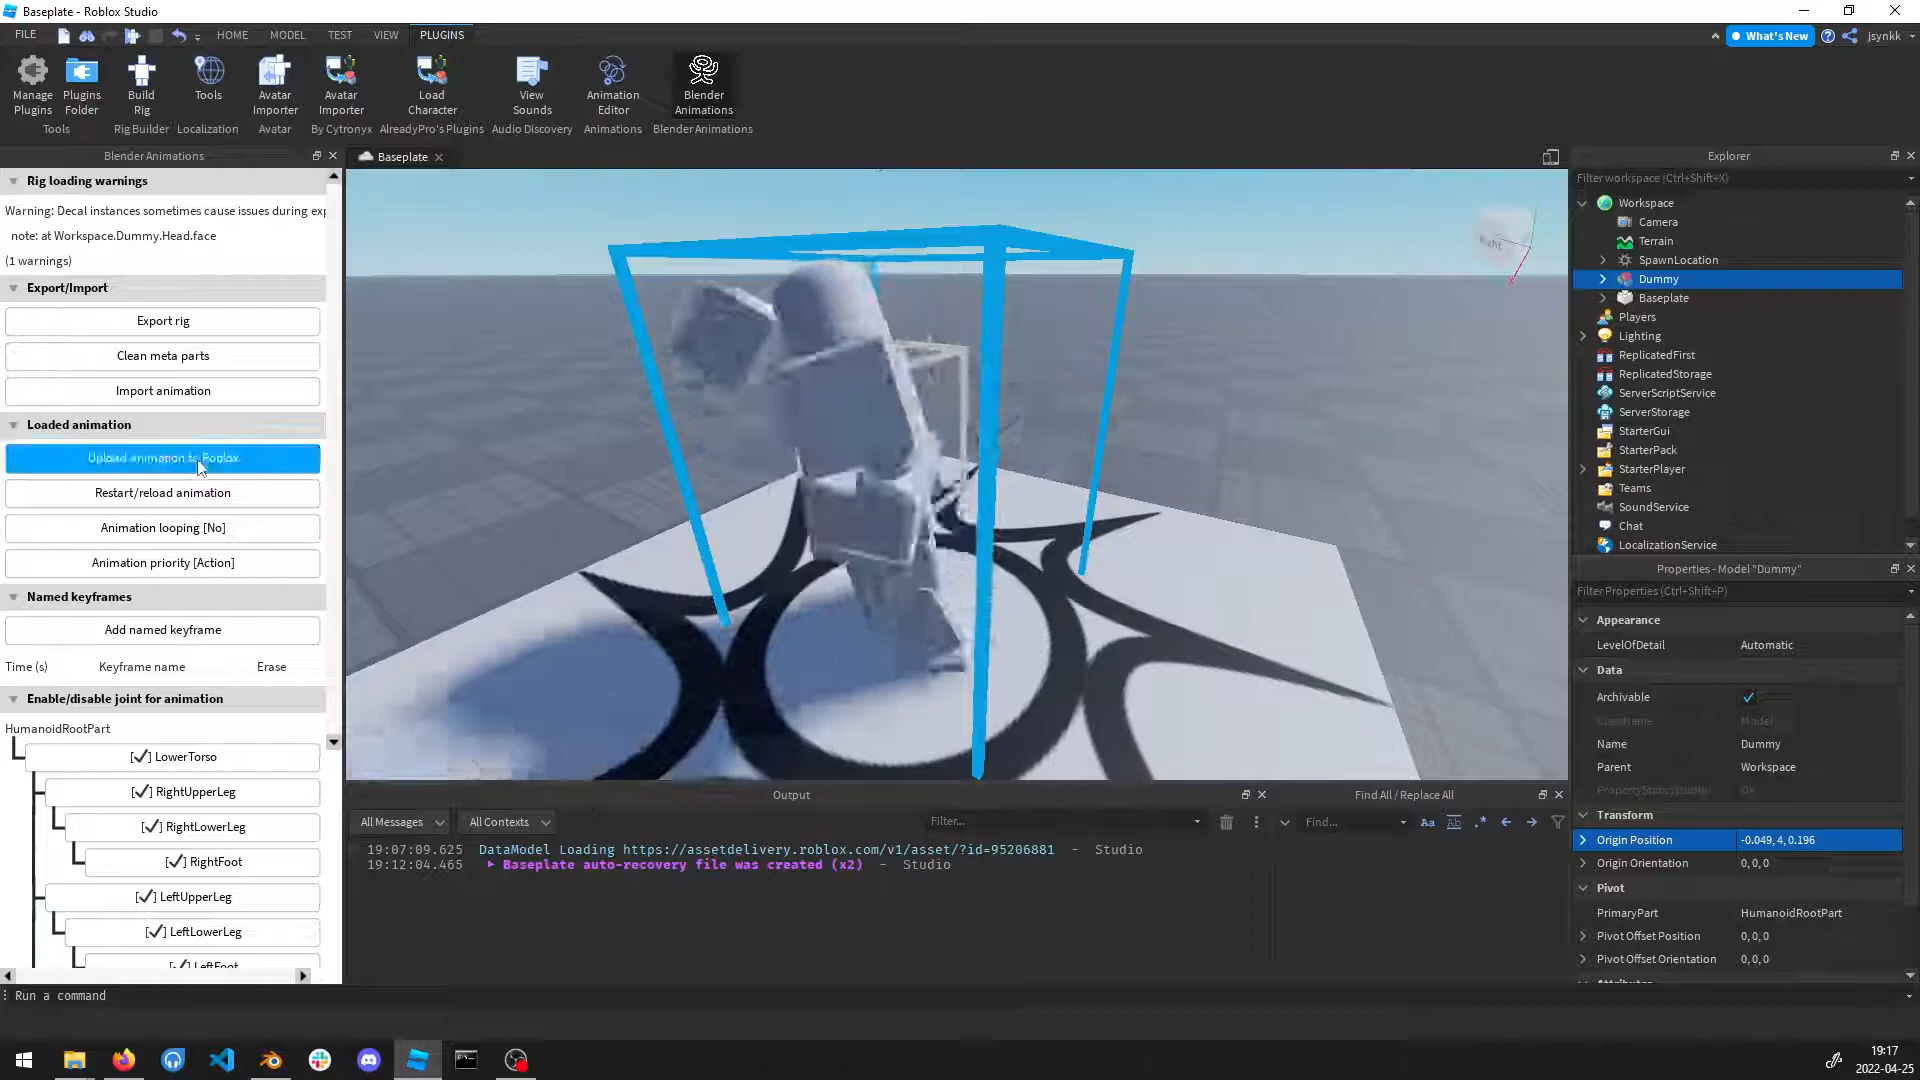 Baseplate - Roblox Studio
FILE HOME MODEL TEST VIEW PLUGINS What's New jsynkk
Manage Plugins
Plugins Folder
Build Rig
Tools
Avatar Importer
Avatar Importer
Load Character
View Sounds
Animation Editor
Blender Animations
Tools Rig Builder Localization Avatar By Cytronyx AlreadyPro's Plugins Audio Discovery Animations Blender Animations
Blender Animations
Rig loading warnings
Warning: Decal instances sometimes cause issues during exp
note: at Workspace.Dummy.Head.face
(1 warnings)
Export/Import
Export rig
Clean meta parts
Import animation
Loaded animation
Upload animation to Roblox
Restart/reload animation
Animation looping [No]
Animation priority [Action]
Named keyframes
Add named keyframe
Time (s) Keyframe name Erase
Enable/disable joint for animation
HumanoidRootPart
[✓] LowerTorso
[✓] RightUpperLeg
[✓] RightLowerLeg
[✓] RightFoot
[✓] LeftUpperLeg
[✓] LeftLowerLeg
[✓] LeftFoot
Baseplate
Right
X
Output
All Messages All Contexts Filter...
19:07:09.625 DataModel Loading https://assetdelivery.roblox.com/v1/asset/?id=95206881 - Studio
19:12:04.465 Baseplate auto-recovery file was created (x2) - Studio
Find All / Replace All
Find... Aa Ab .*
Explorer
Filter workspace (Ctrl+Shift+X)
Workspace
Camera
Terrain
SpawnLocation
Dummy
Baseplate
Players
Lighting
ReplicatedFirst
ReplicatedStorage
ServerScriptService
ServerStorage
StarterGui
StarterPack
StarterPlayer
Teams
SoundService
Chat
LocalizationService
Properties - Model "Dummy"
Filter Properties (Ctrl+Shift+P)
Appearance
LevelOfDetail Automatic
Data
Archivable
ClassName Model
Name Dummy
Parent Workspace
Ok
Transform
Origin Position -0.049, 4, 0.196
Origin Orientation 0, 0, 0
Pivot
PrimaryPart HumanoidRootPart
Pivot Offset Position 0, 0, 0
Pivot Offset Orientation 0, 0, 0
Attributes
Run a command
19:17
2022-04-25